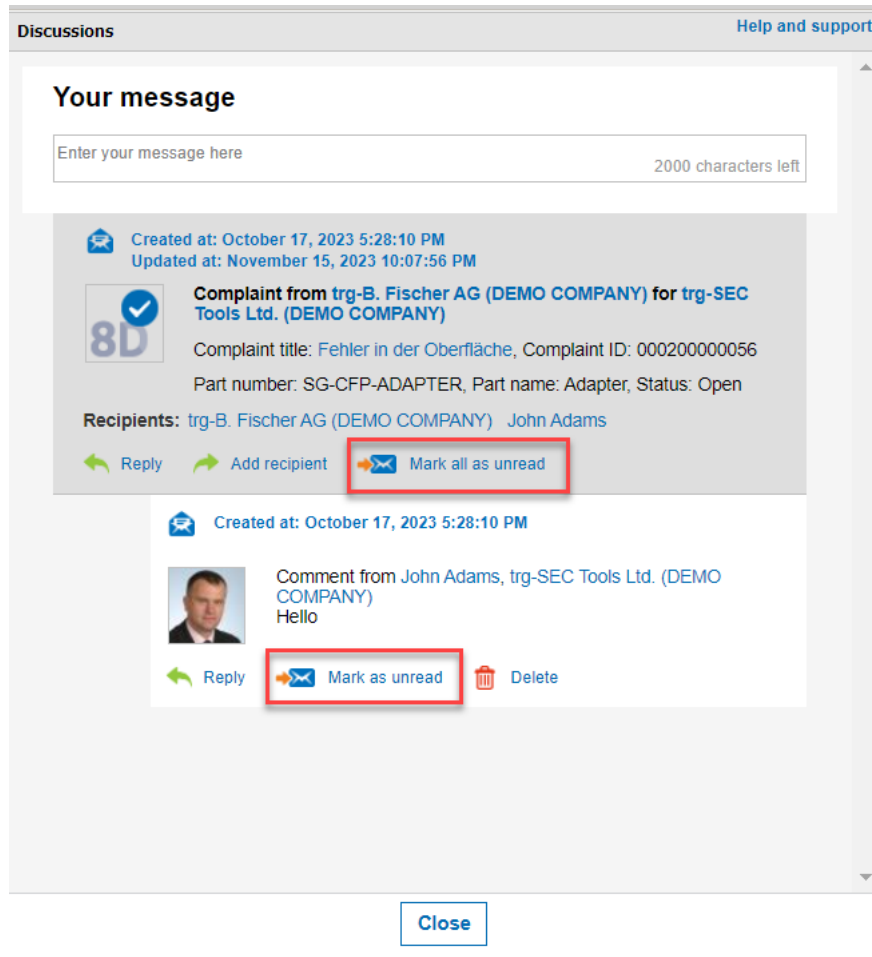 Discussions
Help and support
Your message
Enter your message here
2000 characters left
Created at: October 17, 2023 5:28:10 PM
Updated at: November 15, 2023 10:07:56 PM
8D
Complaint from trg-B. Fischer AG (DEMO COMPANY) for trg-SEC
Tools Ltd. (DEMO COMPANY)
Complaint title: Fehler in der Oberfläche, Complaint ID: 000200000056
Part number: SG-CFP-ADAPTER, Part name: Adapter, Status: Open
Recipients: trg-B. Fischer AG (DEMO COMPANY) John Adams
Reply Add recipient Mark all as unread
Created at: October 17, 2023 5:28:10 PM
Comment from John Adams, trg-SEC Tools Ltd. (DEMO
COMPANY)
Hello
Reply Mark as unread Delete
Close